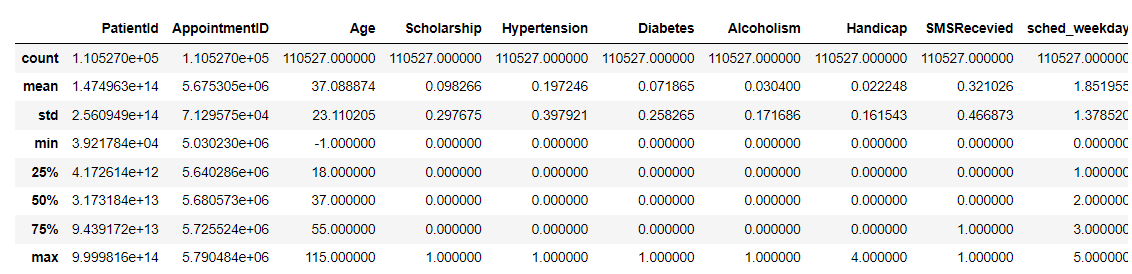 PatientId AppointmentID Age Scholarship Hypertension Diabetes Alcoholism Handicap SMSRecevied sched_weekday
count 1.105270e+05 1.105270e+05 110527.000000 110527.000000 110527.000000 110527.000000 110527.000000 110527.000000 110527.000000 110527.000000
mean 1.474963e+14 5.675305e+06 37.088874 0.098266 0.197246 0.071865 0.030400 0.022248 0.321026 1.851955
std 2.560949e+14 7.129575e+04 23.110205 0.297675 0.397921 0.258265 0.171686 0.161543 0.466873 1.378520
min 3.921784e+04 5.030230e+06 -1.000000 0.000000 0.000000 0.000000 0.000000 0.000000 0.000000 0.000000
25% 4.172614e+12 5.640286e+06 18.000000 0.000000 0.000000 0.000000 0.000000 0.000000 0.000000 1.000000
50% 3.173184e+13 5.680573e+06 37.000000 0.000000 0.000000 0.000000 0.000000 0.000000 0.000000 2.000000
75% 9.439172e+13 5.725524e+06 55.000000 0.000000 0.000000 0.000000 0.000000 0.000000 1.000000 3.000000
max 9.999816e+14 5.790484e+06 115.000000 1.000000 1.000000 1.000000 1.000000 4.000000 1.000000 5.000000